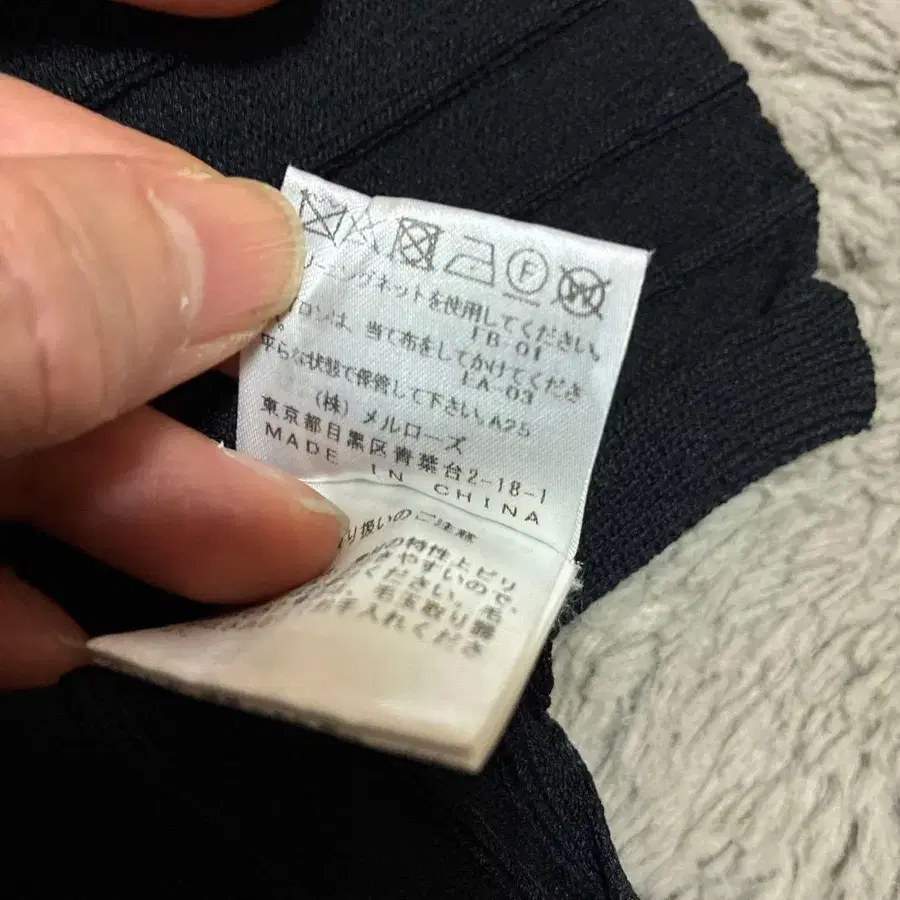 F
W
リーニングネットを使用してください。
IB-01
ロンは、当て布をしてかけてくださ
い。
IA-03
平らな状態で保管して下さい。A25
(株) メルローズ
東京都目黒区青葉台2-18-1
MADE IN CHINA
り扱いのご注意
の特性上ピリ
きやすいので、
ください。毛
毛玉取り
お手入れくださ